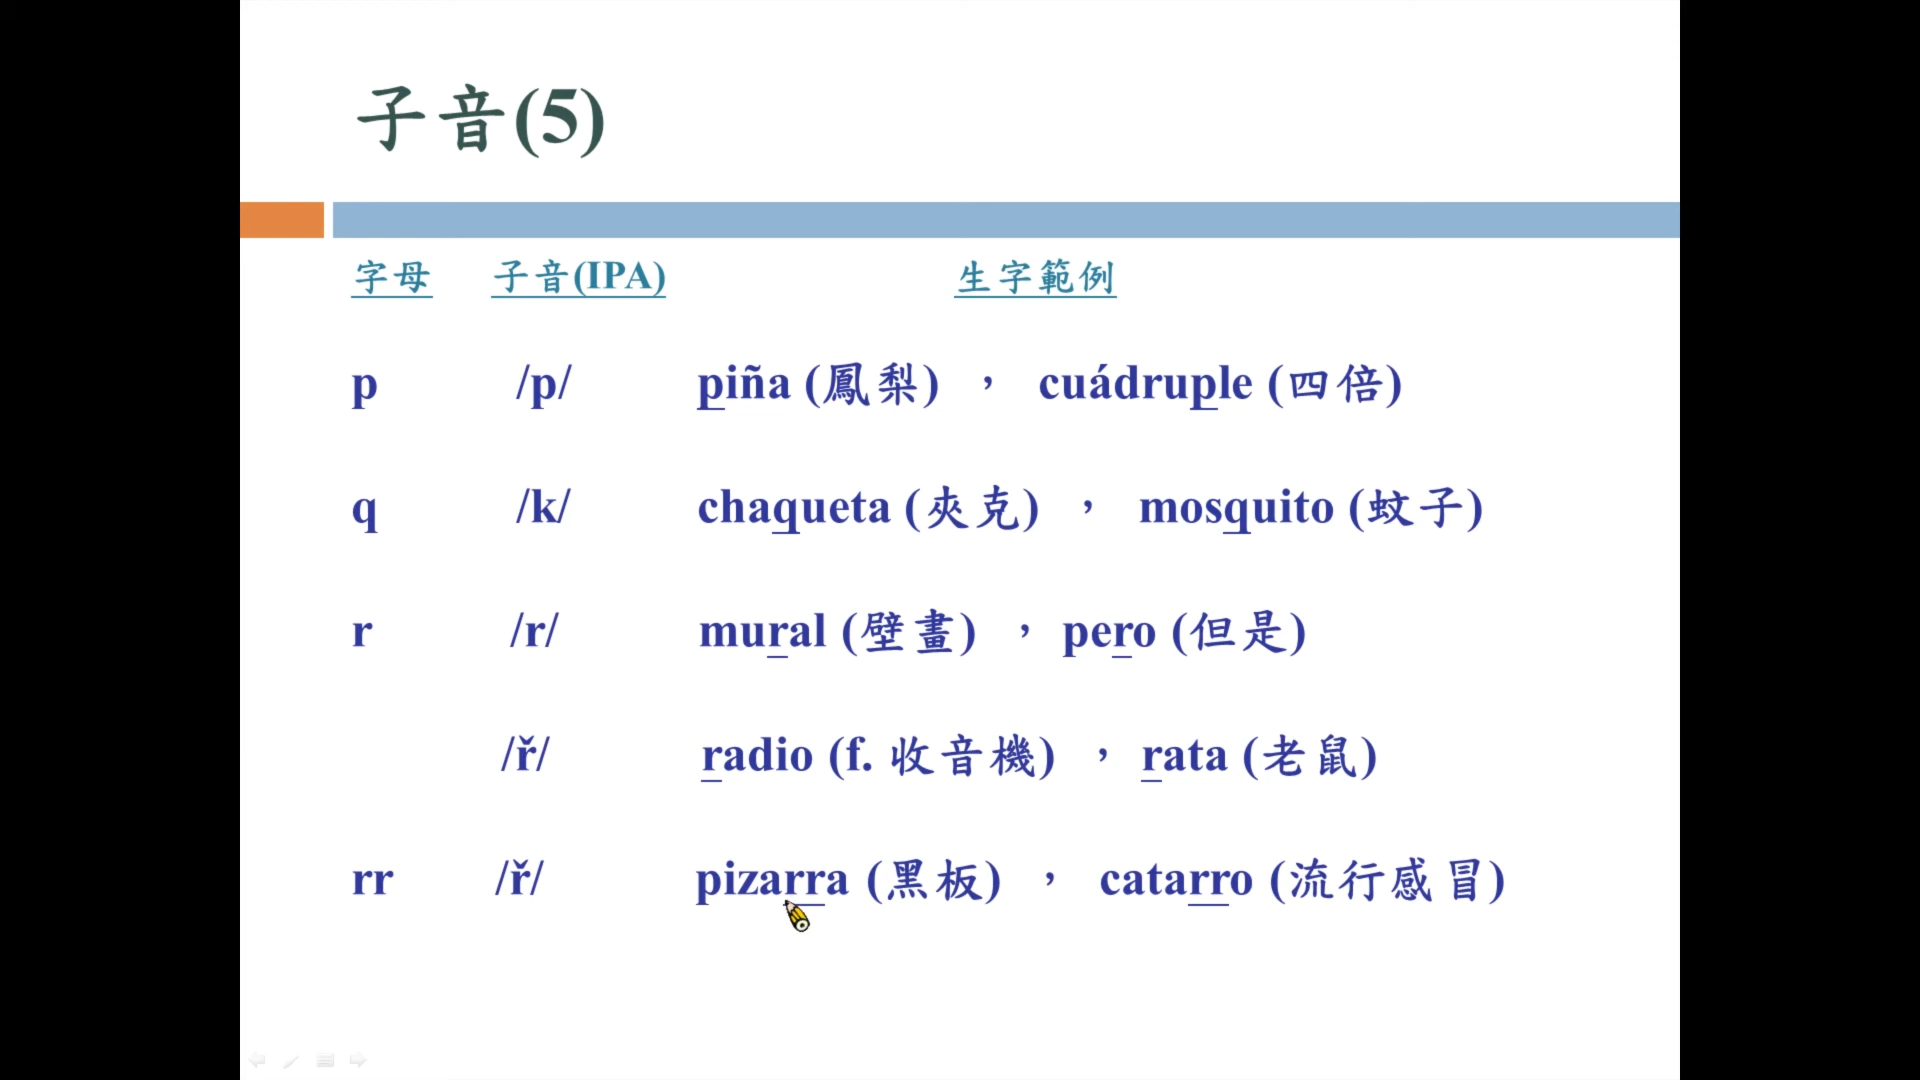 子音(5)
字母 子音(IPA) 生字範例
p /p/ piña (鳳梨) , cuádruple (四倍)
q /k/ chaqueta (夾克) , mosquito (蚊子)
r /r/ mural (壁畫) , pero (但是)
/ř/ radio (f. 收音機) , rata (老鼠)
rr /ř/ pizarra (黑板) , catarro (流行感冒)